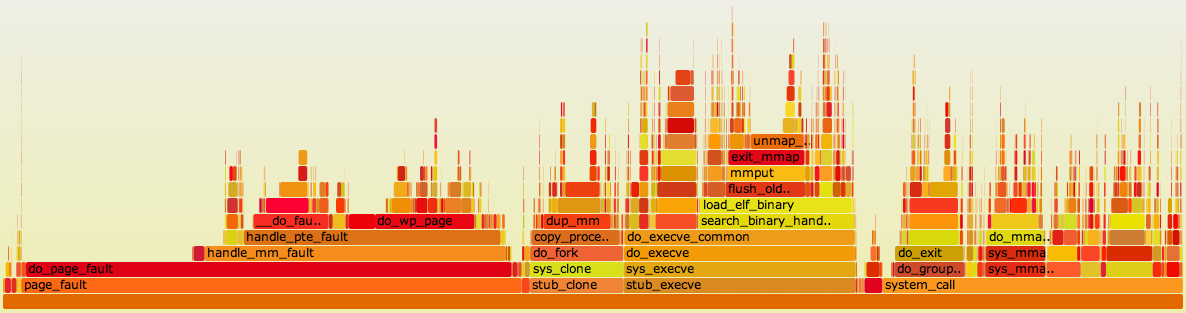 unmap_..
exit_mmap
mmput
flush_old..
load_elf_binary
__do_fau.. do_wp_page dup_mm search_binary_hand..
handle_pte_fault copy_proce.. do_execve_common do_mma..
handle_mm_fault do_fork do_execve do_exit sys_mma..
do_page_fault sys_clone sys_execve do_group.. sys_mma..
page_fault stub_clone stub_execve system_call